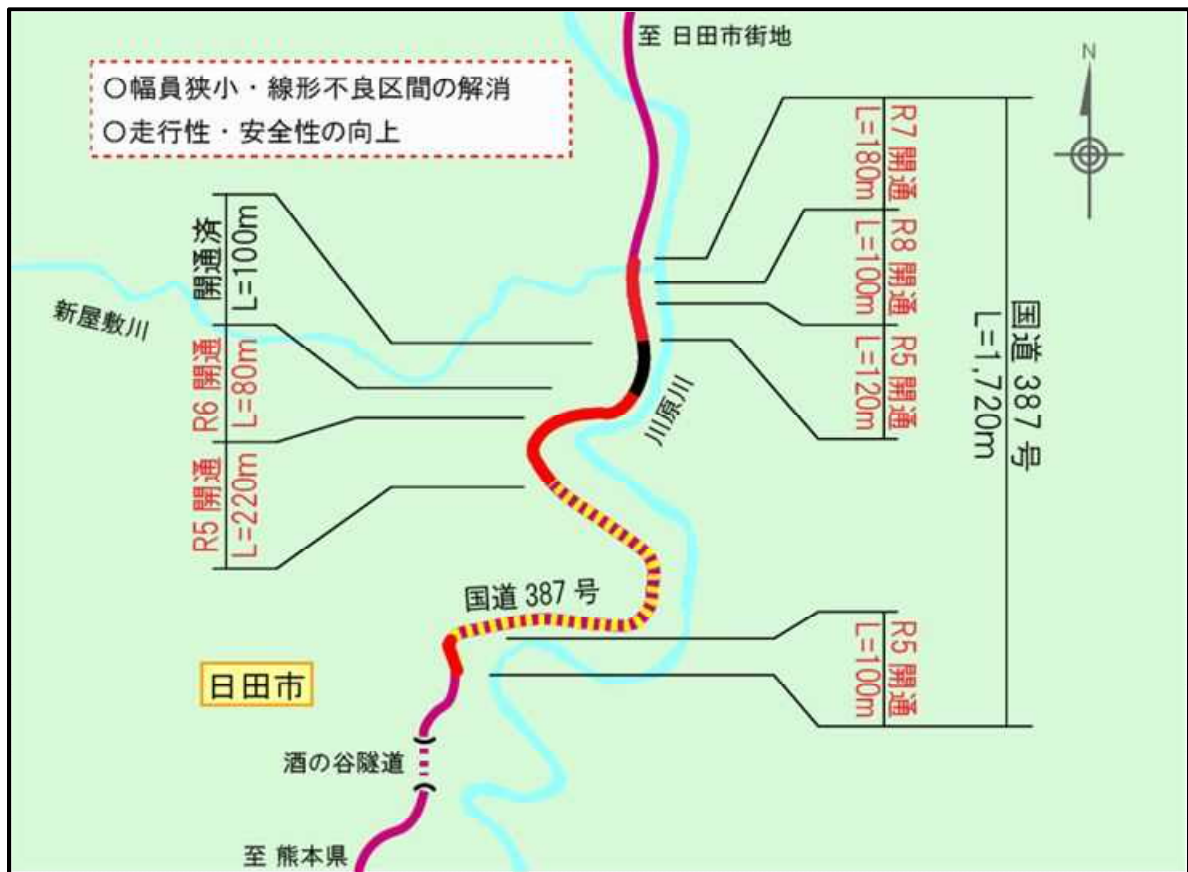 至 日田市街地
N
〇幅員狭小・線形不良区間の解消
〇走行性・安全性の向上
R7 開通
L=180m
R8 開通
L=100m
R5 開通
L=120m
国道 387 号
L=1,720m
開通済
L=100m
R6 開通
L=80m
R5 開通
L=220m
新屋敷川
川原川
国道 387 号
R5 開通
L=100m
日田市
酒の谷隧道
至 熊本県